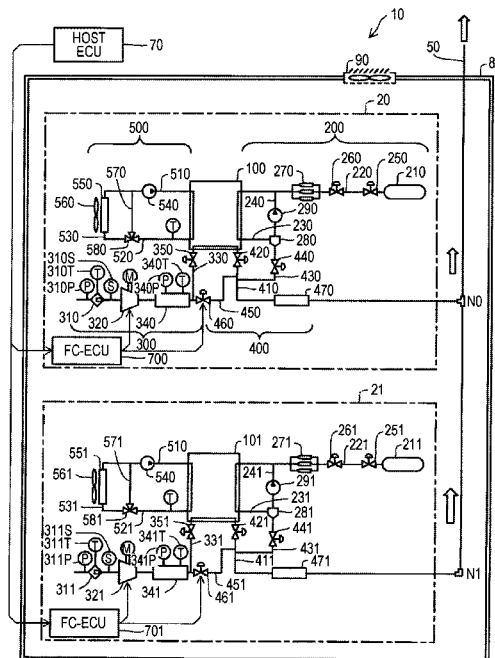 10
HOST ECU 70
50
8
90
20
500 200
100
570 510 270 260 250
550 220 210
560 240 290
540 230
530 T 280
580 520 350 420 440
310S 340T 330 430
310T T M P T 410
310P P S 340P 470 N0
310 320 340 460 450
300 400
FC-ECU
700
21
101
571 510 271 261 251
551 221 211
561 241 291
540 231
531 T 281
581 521 351 421 441
311S 341T 331 431
311T T M P T 411
311P P S 341P 471 N1
311 321 341 451
461
FC-ECU
701